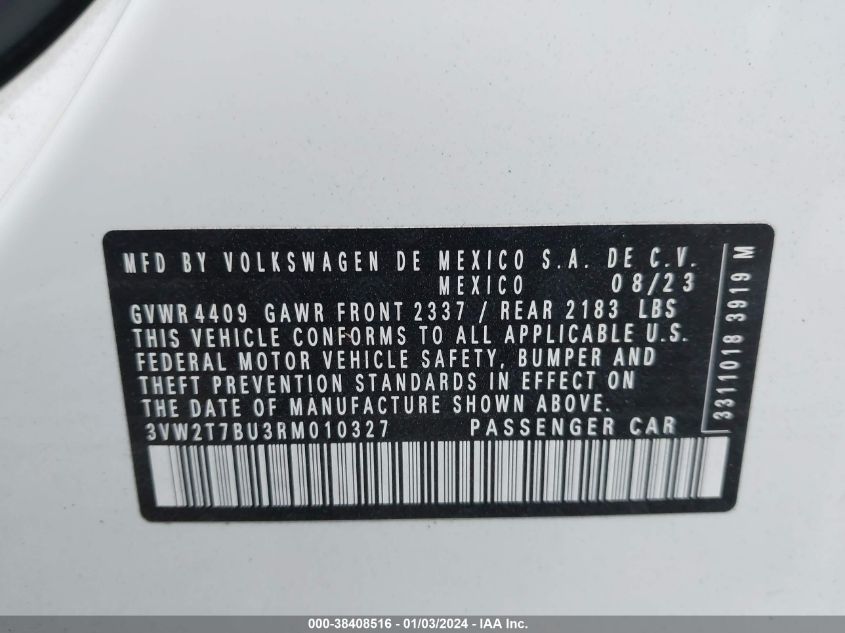 MFD BY VOLKSWAGEN DE MEXICO S.A. DE C.V.
MEXICO 08/23
GVWR 4409 GAWR FRONT 2337 / REAR 2183 LBS
THIS VEHICLE CONFORMS TO ALL APPLICABLE U.S.
FEDERAL MOTOR VEHICLE SAFETY, BUMPER AND
THEFT PREVENTION STANDARDS IN EFFECT ON
THE DATE OF MANUFACTURE SHOWN ABOVE.
3VW2T7BU3RM010327 PASSENGER CAR
3311018 3919 M
000-38408516 - 01/03/2024 - IAA Inc.